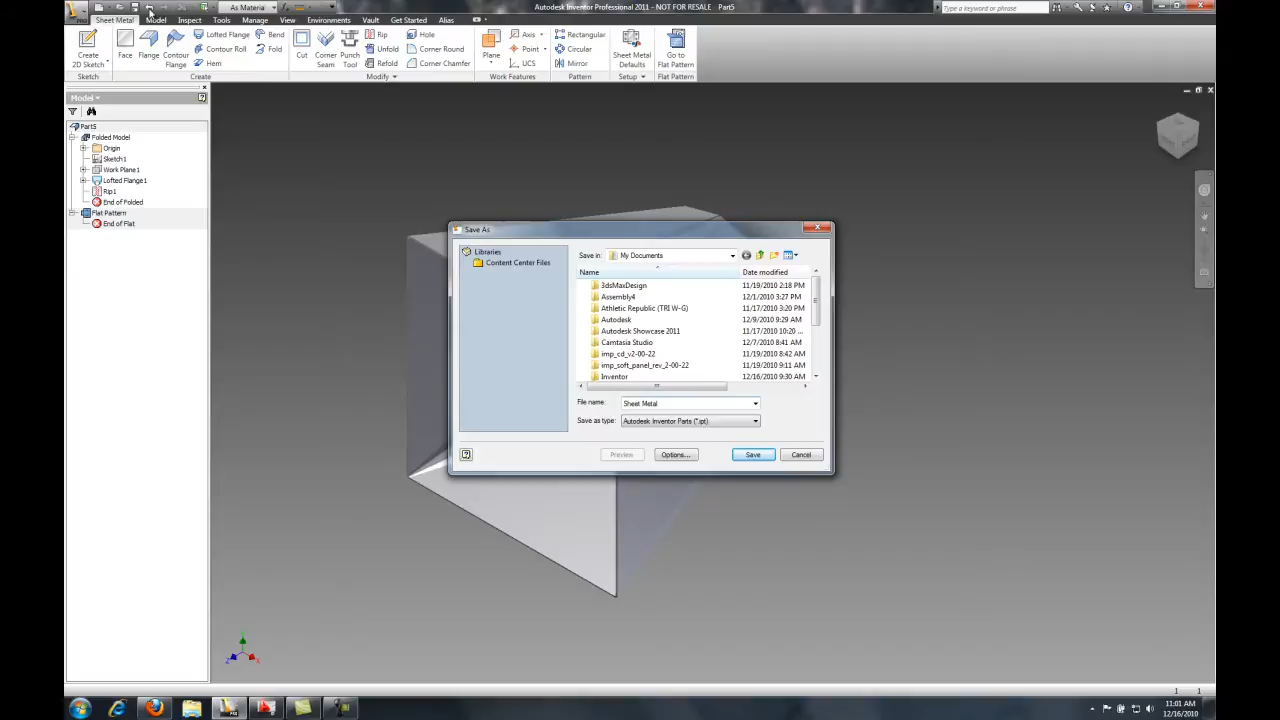 As Material
Autodesk Inventor Professional 2011 - NOT FOR RESALE Part5
Type a keyword or phrase
Sheet Metal Model Inspect Tools Manage View Environments Vault Get Started Alias
Create 2D Sketch
Face Flange Contour Flange
Lofted Flange Bend
Contour Roll Fold
Hem
Cut Corner Seam Punch Tool
Rip Hole
Unfold Corner Round
Refold Corner Chamfer
Plane Axis
Point
UCS
Rectangular
Circular
Mirror
Sheet Metal Defaults
Go to Flat Pattern
Sketch Create Modify Work Features Pattern Setup Flat Pattern
Model
Part5
Folded Model
Origin
Sketch1
Work Plane1
Lofted Flange1
Rip1
End of Folded
Flat Pattern
End of Flat
Save As
Libraries
Content Center Files
Save in: My Documents
Name Date modified
3dsMaxDesign 11/19/2010 2:18 PM
Assembly4 12/1/2010 3:27 PM
Athletic Republic (TRI W-G) 11/17/2010 3:20 PM
Autodesk 12/9/2010 9:29 AM
Autodesk Showcase 2011 11/17/2010 10:20 ...
Camtasia Studio 12/7/2010 8:41 AM
imp_cd_v2-00-22 11/19/2010 8:42 AM
imp_soft_panel_rev_2-00-22 11/19/2010 9:11 AM
Inventor 12/16/2010 9:30 AM
File name: Sheet Metal
Save as type: Autodesk Inventor Parts (*.ipt)
Preview Options... Save Cancel
Z X
1 1
11:01 AM
12/16/2010